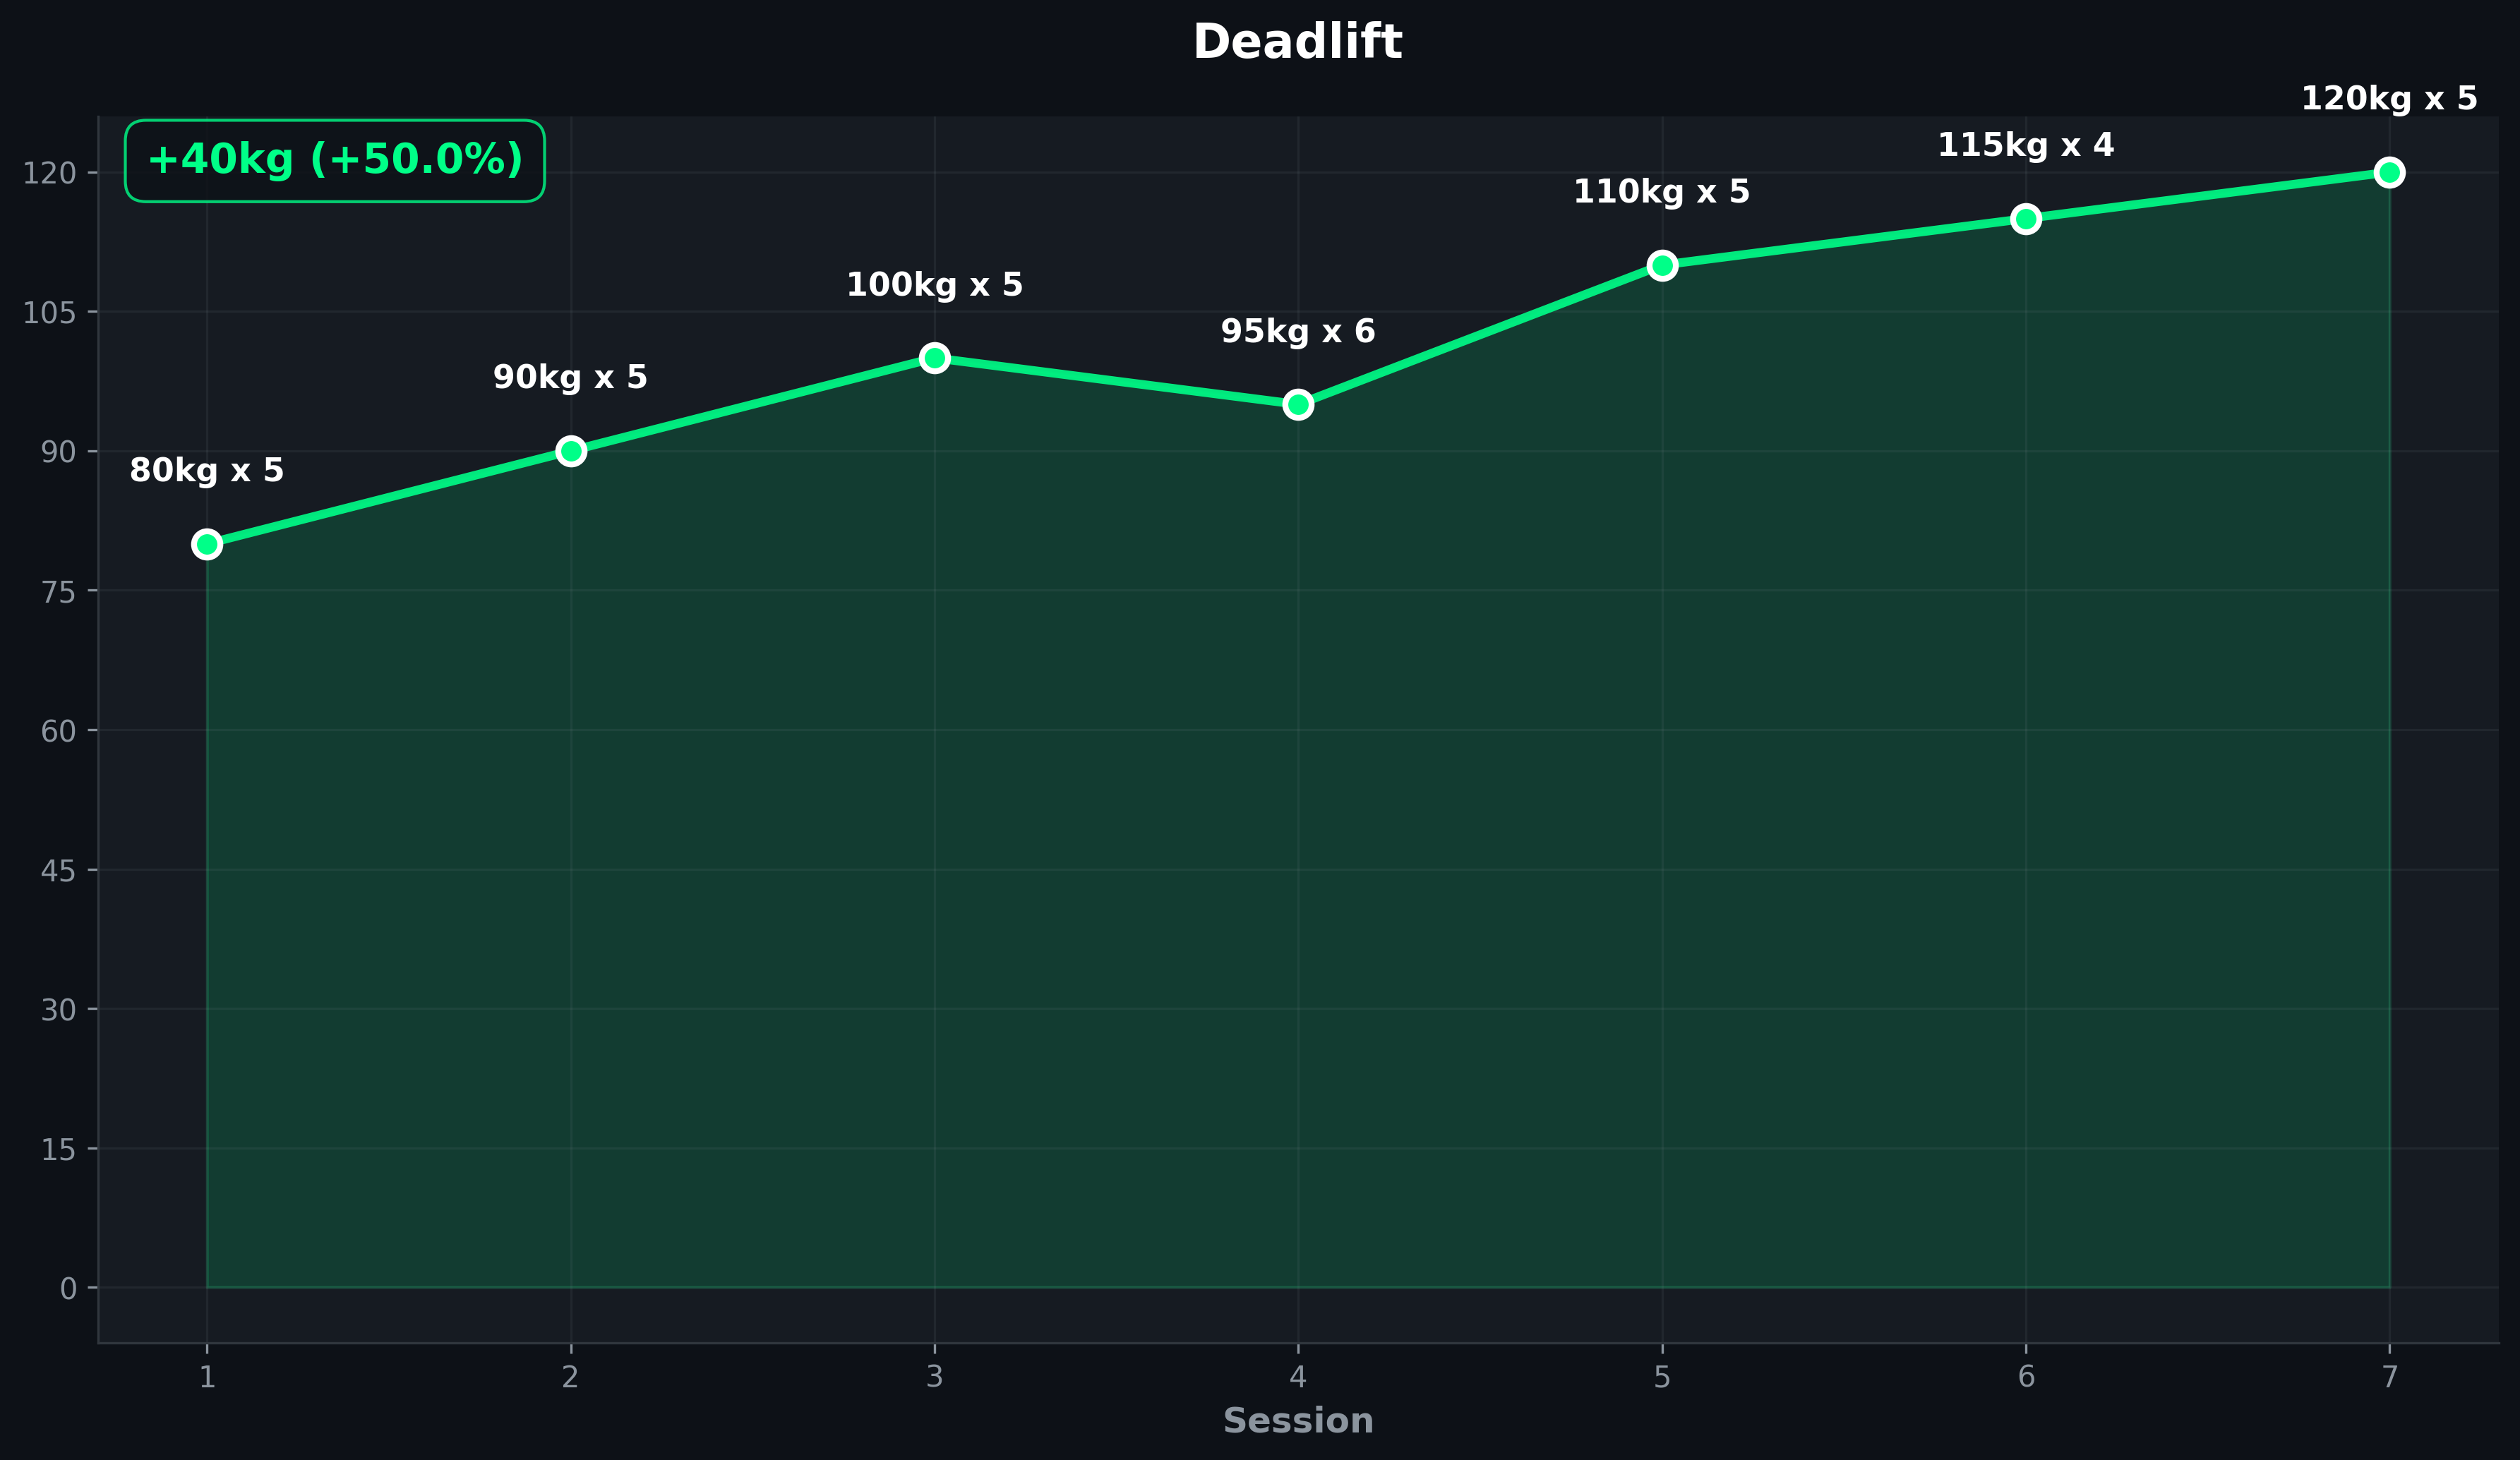 Deadlift
120kg x 5
115kg x 4
+40kg (+50.0%)
110kg x 5
100kg x 5
95kg x 6
90kg x 5
80kg x 5
120
105
90
75
60
45
30
15
0
1 2 3 4 5 6 7
Session